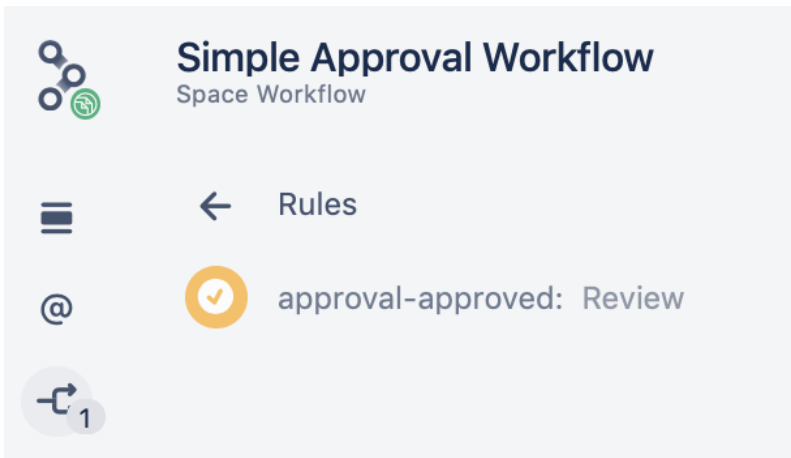 Simple Approval Workflow
Space Workflow
Rules
approval-approved: Review
@
1